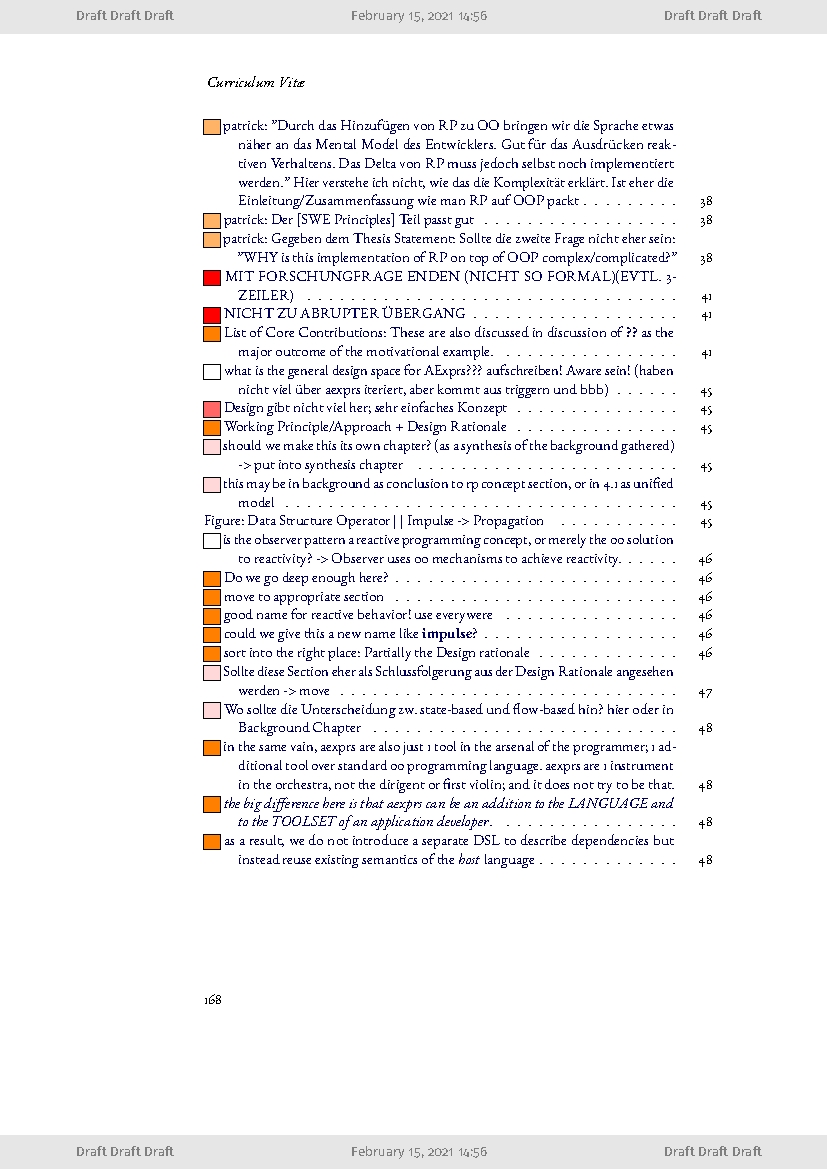 Draft Draft Draft February 15, 2021 14:56 Draft Draft Draft
Curriculum Vitæ
patrick: ”Durch das Hinzufügen von RP zu OO bringen wir die Sprache etwas
näher an das Mental Model des Entwicklers. Gut für das Ausdrücken reak-
tiven Verhaltens. Das Delta von RP muss jedoch selbst noch implementiert
werden.” Hier verstehe ich nicht, wie das die Komplexität erklärt. Ist eher die
Einleitung/Zusammenfassung wie man RP auf OOP packt . . . . . . . . . 38
patrick: Der [SWE Principles] Teil passt gut . . . . . . . . . . . . . . . . . . 38
patrick: Gegeben dem Thesis Statement: Sollte die zweite Frage nicht eher sein:
”WHY is this implementation of RP on top of OOP complex/complicated?” 38
MIT FORSCHUNGFRAGE ENDEN (NICHT SO FORMAL)(EVTL. 3-
ZEILER) . . . . . . . . . . . . . . . . . . . . . . . . . . . . . . . . . . 41
NICHT ZU ABRUPTER ÜBERGANG . . . . . . . . . . . . . . . . . . . 41
List of Core Contributions: These are also discussed in discussion of ?? as the
major outcome of the motivational example. . . . . . . . . . . . . . . . . 41
what is the general design space for AExprs??? aufschreiben! Aware sein! (haben
nicht viel über aexprs iteriert, aber kommt aus triggern und bbb) . . . . . . 45
Design gibt nicht viel her; sehr einfaches Konzept . . . . . . . . . . . . . . . 45
Working Principle/Approach + Design Rationale . . . . . . . . . . . . . . . 45
should we make this its own chapter? (as a synthesis of the background gathered)
-> put into synthesis chapter . . . . . . . . . . . . . . . . . . . . . . . . 45
this may be in background as conclusion to rp concept section, or in 4.1 as unified
model . . . . . . . . . . . . . . . . . . . . . . . . . . . . . . . . . . . . 45
Figure: Data Structure Operator || Impulse -> Propagation . . . . . . . . . . . 45
is the observer pattern a reactive programming concept, or merely the oo solution
to reactivity? -> Observer uses oo mechanisms to achieve reactivity. . . . . . 46
Do we go deep enough here? . . . . . . . . . . . . . . . . . . . . . . . . . . 46
move to appropriate section . . . . . . . . . . . . . . . . . . . . . . . . . . 46
good name for reactive behavior! use everywere . . . . . . . . . . . . . . . . 46
could we give this a new name like impulse? . . . . . . . . . . . . . . . . . . 46
sort into the right place: Partially the Design rationale . . . . . . . . . . . . . 46
Sollte diese Section eher als Schlussfolgerung aus der Design Rationale angesehen
werden -> move . . . . . . . . . . . . . . . . . . . . . . . . . . . . . . . 47
Wo sollte die Unterscheidung zw. state-based und flow-based hin? hier oder in
Background Chapter . . . . . . . . . . . . . . . . . . . . . . . . . . . . 48
in the same vain, aexprs are also just 1 tool in the arsenal of the programmer; 1 ad-
ditional tool over standard oo programming language. aexprs are 1 instrument
in the orchestra, not the dirigent or first violin; and it does not try to be that. 48
the big difference here is that aexprs can be an addition to the LANGUAGE and
to the TOOLSET of an application developer. . . . . . . . . . . . . . . . . 48
as a result, we do not introduce a separate DSL to describe dependencies but
instead reuse existing semantics of the host language . . . . . . . . . . . . . 48
168
Draft Draft Draft February 15, 2021 14:56 Draft Draft Draft